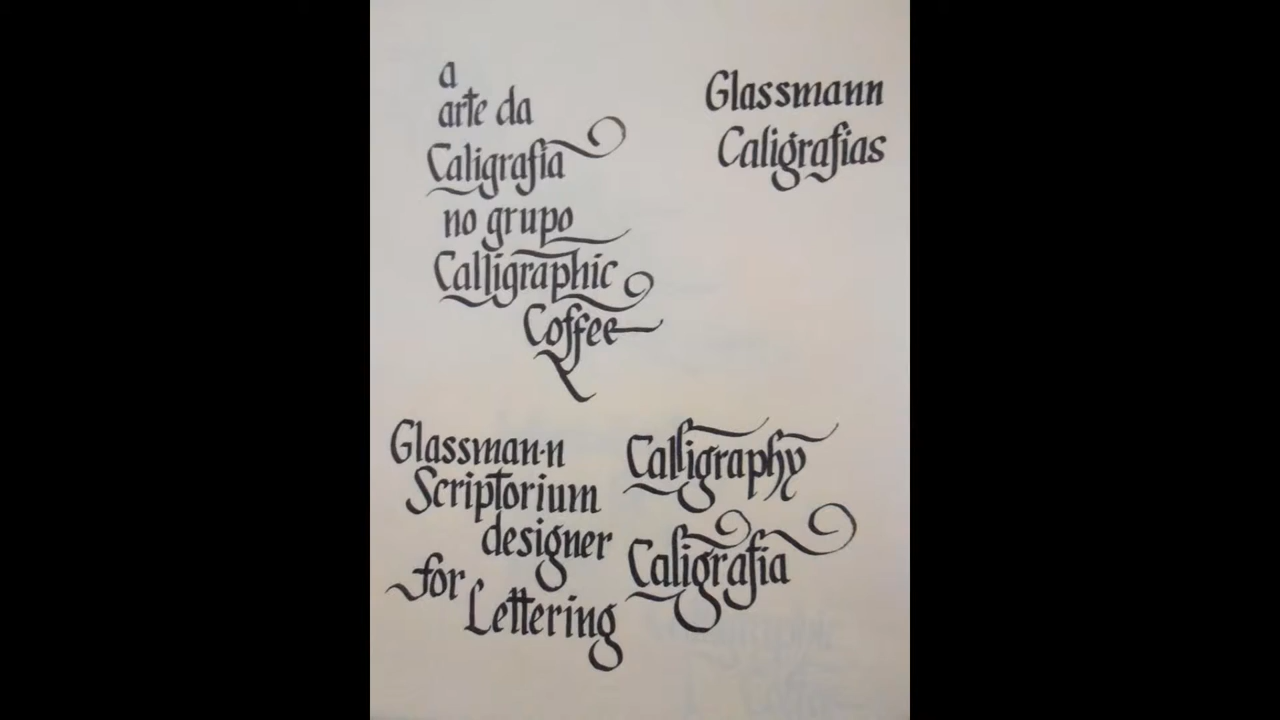 a
arte da
Caligrafia
no grupo
Calligraphic
Coffee
Glassmann
Caligrafias
Glassman·n
Scriptorium
designer
for
Lettering
Calligraphy
Caligrafia